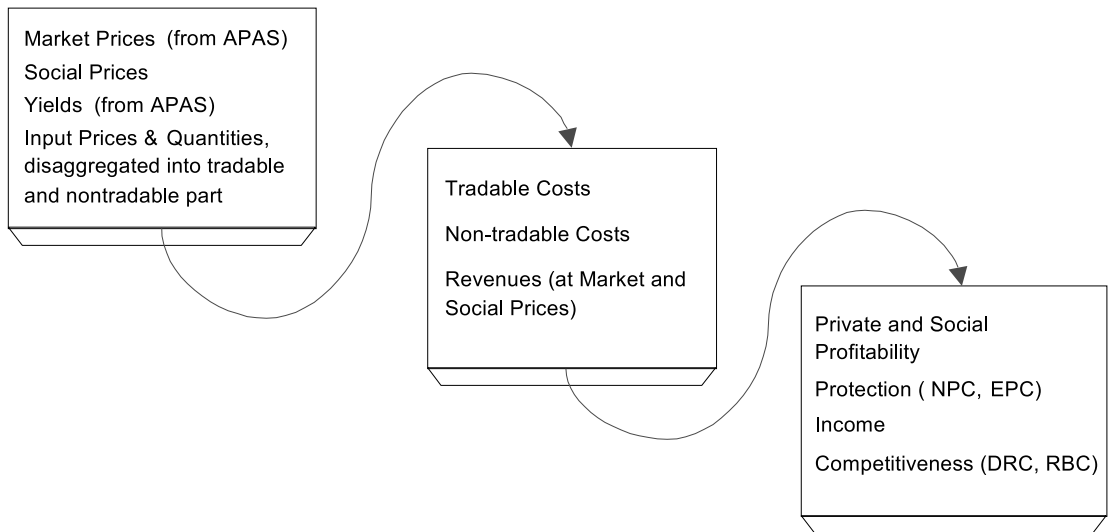 Market Prices (from APAS)
Social Prices
Yields (from APAS)
Input Prices & Quantities,
disaggregated into tradable
and nontradable part
Tradable Costs
Non-tradable Costs
Revenues (at Market and
Social Prices)
Private and Social
Profitability
Protection ( NPC, EPC)
Income
Competitiveness (DRC, RBC)